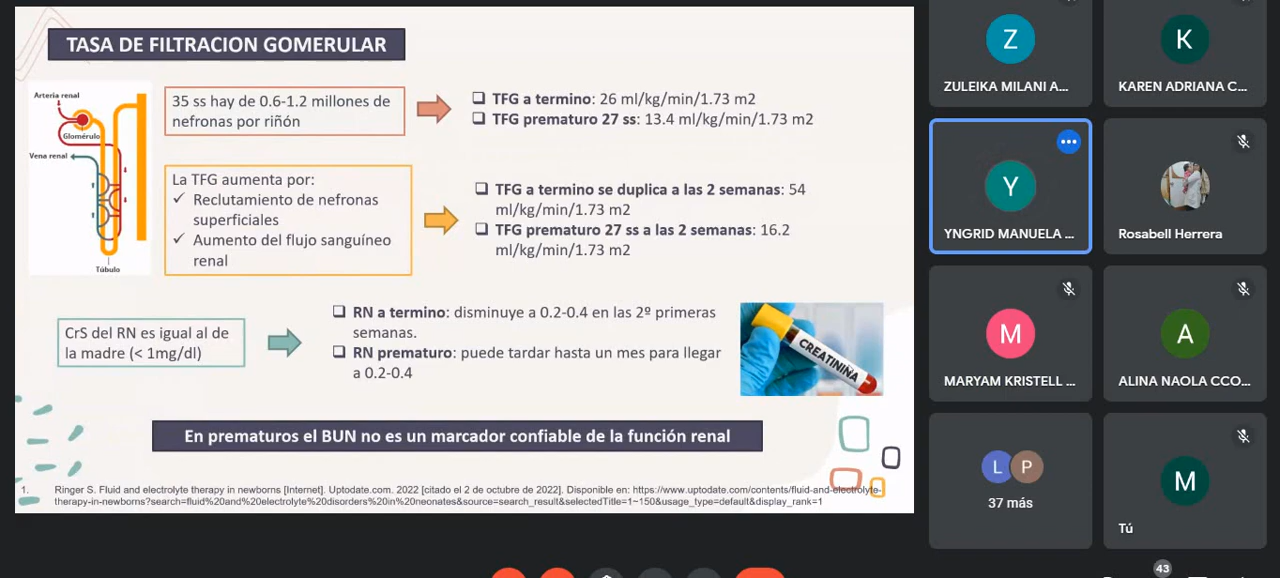 TASA DE FILTRACION GOMERULAR
Arteria renal
Glomérulo
Vena renal
Túbulo
35 ss hay de 0.6-1.2 millones de
nefronas por riñón
❑ TFG a termino: 26 ml/kg/min/1.73 m2
❑ TFG prematuro 27 ss: 13.4 ml/kg/min/1.73 m2
La TFG aumenta por:
✓ Reclutamiento de nefronas
superficiales
✓ Aumento del flujo sanguíneo
renal
❑ TFG a termino se duplica a las 2 semanas: 54
ml/kg/min/1.73 m2
❑ TFG prematuro 27 ss a las 2 semanas: 16.2
ml/kg/min/1.73 m2
CrS del RN es igual al de
la madre (< 1mg/dl)
❑ RN a termino: disminuye a 0.2-0.4 en las 2º primeras
semanas.
❑ RN prematuro: puede tardar hasta un mes para llegar
a 0.2-0.4
CREATININA
En prematuros el BUN no es un marcador confiable de la función renal
1. Ringer S. Fluid and electrolyte therapy in newborns [Internet]. Uptodate.com. 2022 [citado el 2 de octubre de 2022]. Disponible en: https://www.uptodate.com/contents/fluid-and-electrolyte-
therapy-in-newborns?search=fluid%20and%20electrolyte%20disorders%20in%20neonates&source=search_result&selectedTitle=1~150&usage_type=default&display_rank=1
Z
ZULEIKA MILANI A...
K
KAREN ADRIANA C...
Y
YNGRID MANUELA ...
Rosabell Herrera
M
MARYAM KRISTELL ...
A
ALINA NAOLA CCO...
L P
37 más
M
Tú
43